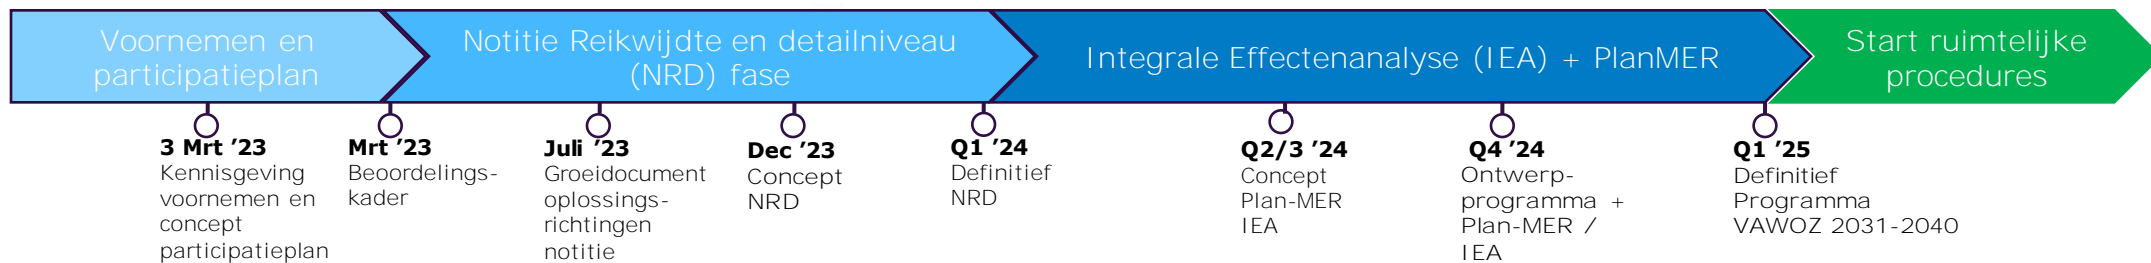 Voornemen en
participatieplan
Notitie Reikwijdte en detailniveau
(NRD) fase
Integrale Effectenanalyse (IEA) + PlanMER
Start ruimtelijke
procedures
3 Mrt ’23
Kennisgeving
voornemen en
concept
participatieplan
Mrt ’23
Beoordelings-
kader
Juli ’23
Groeidocument
oplossings-
richtingen
notitie
Dec ’23
Concept
NRD
Q1 ’24
Definitief
NRD
Q2/3 ’24
Concept
Plan-MER
IEA
Q4 ’24
Ontwerp-
programma +
Plan-MER /
IEA
Q1 ’25
Definitief
Programma
VAWOZ 2031-2040